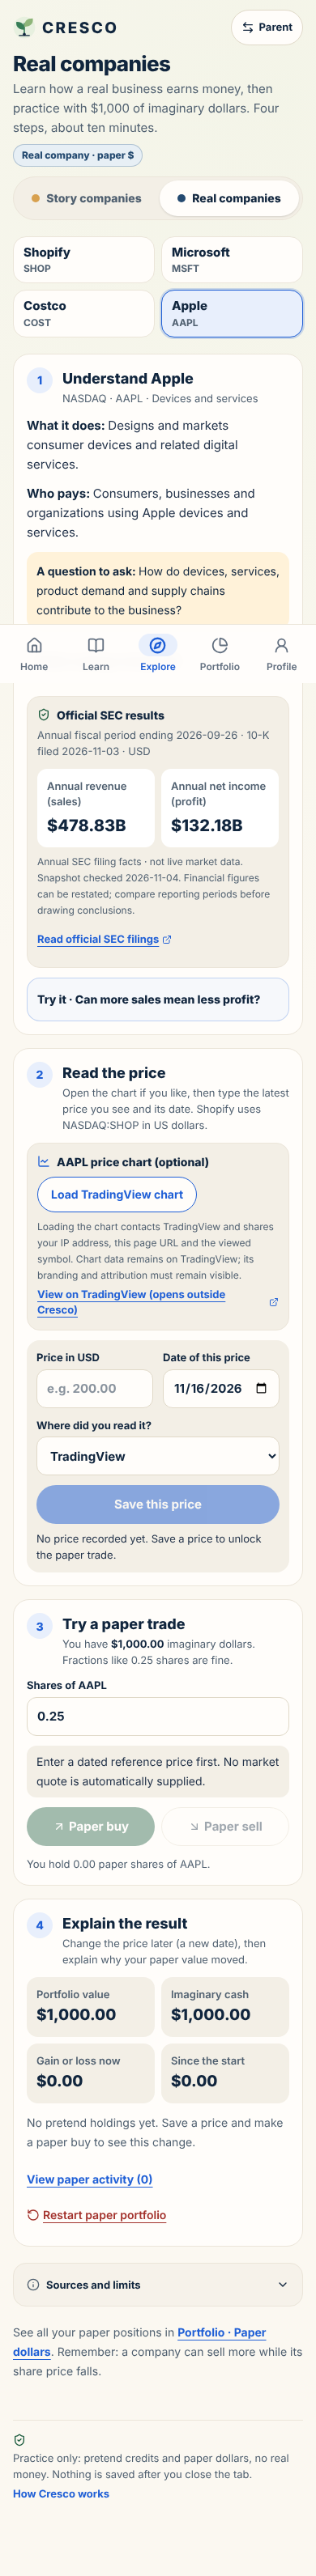 CRESCO
Parent
Real companies
Learn how a real business earns money, then
practice with $1,000 of imaginary dollars. Four
steps, about ten minutes.
Real company · paper $
Story companies
Real companies
Shopify
SHOP
Microsoft
MSFT
Costco
COST
Apple
AAPL
1
Understand Apple
NASDAQ · AAPL · Devices and services
What it does: Designs and markets
consumer devices and related digital
services.
Who pays: Consumers, businesses and
organizations using Apple devices and
services.
A question to ask: How do devices, services,
product demand and supply chains
contribute to the business?
Home
Learn
Explore
Portfolio
Profile
Official SEC results
Annual fiscal period ending 2026-09-26 · 10-K
filed 2026-11-03 · USD
Annual revenue
(sales)
$478.83B
Annual net income
(profit)
$132.18B
Annual SEC filing facts · not live market data.
Snapshot checked 2026-11-04. Financial figures
can be restated; compare reporting periods before
drawing conclusions.
Read official SEC filings
Try it · Can more sales mean less profit?
2
Read the price
Open the chart if you like, then type the latest
price you see and its date. Shopify uses
NASDAQ:SHOP in US dollars.
AAPL price chart (optional)
Load TradingView chart
Loading the chart contacts TradingView and shares
your IP address, this page URL and the viewed
symbol. Chart data remains on TradingView; its
branding and attribution must remain visible.
View on TradingView (opens outside
Cresco)
Price in USD
e.g. 200.00
Date of this price
11/16/2026
Where did you read it?
TradingView
Save this price
No price recorded yet. Save a price to unlock
the paper trade.
3
Try a paper trade
You have $1,000.00 imaginary dollars.
Fractions like 0.25 shares are fine.
Shares of AAPL
0.25
Enter a dated reference price first. No market
quote is automatically supplied.
Paper buy
Paper sell
You hold 0.00 paper shares of AAPL.
4
Explain the result
Change the price later (a new date), then
explain why your paper value moved.
Portfolio value
$1,000.00
Imaginary cash
$1,000.00
Gain or loss now
$0.00
Since the start
$0.00
No pretend holdings yet. Save a price and make
a paper buy to see this change.
View paper activity (0)
Restart paper portfolio
Sources and limits
See all your paper positions in Portfolio · Paper
dollars. Remember: a company can sell more while its
share price falls.
Practice only: pretend credits and paper dollars, no real
money. Nothing is saved after you close the tab.
How Cresco works